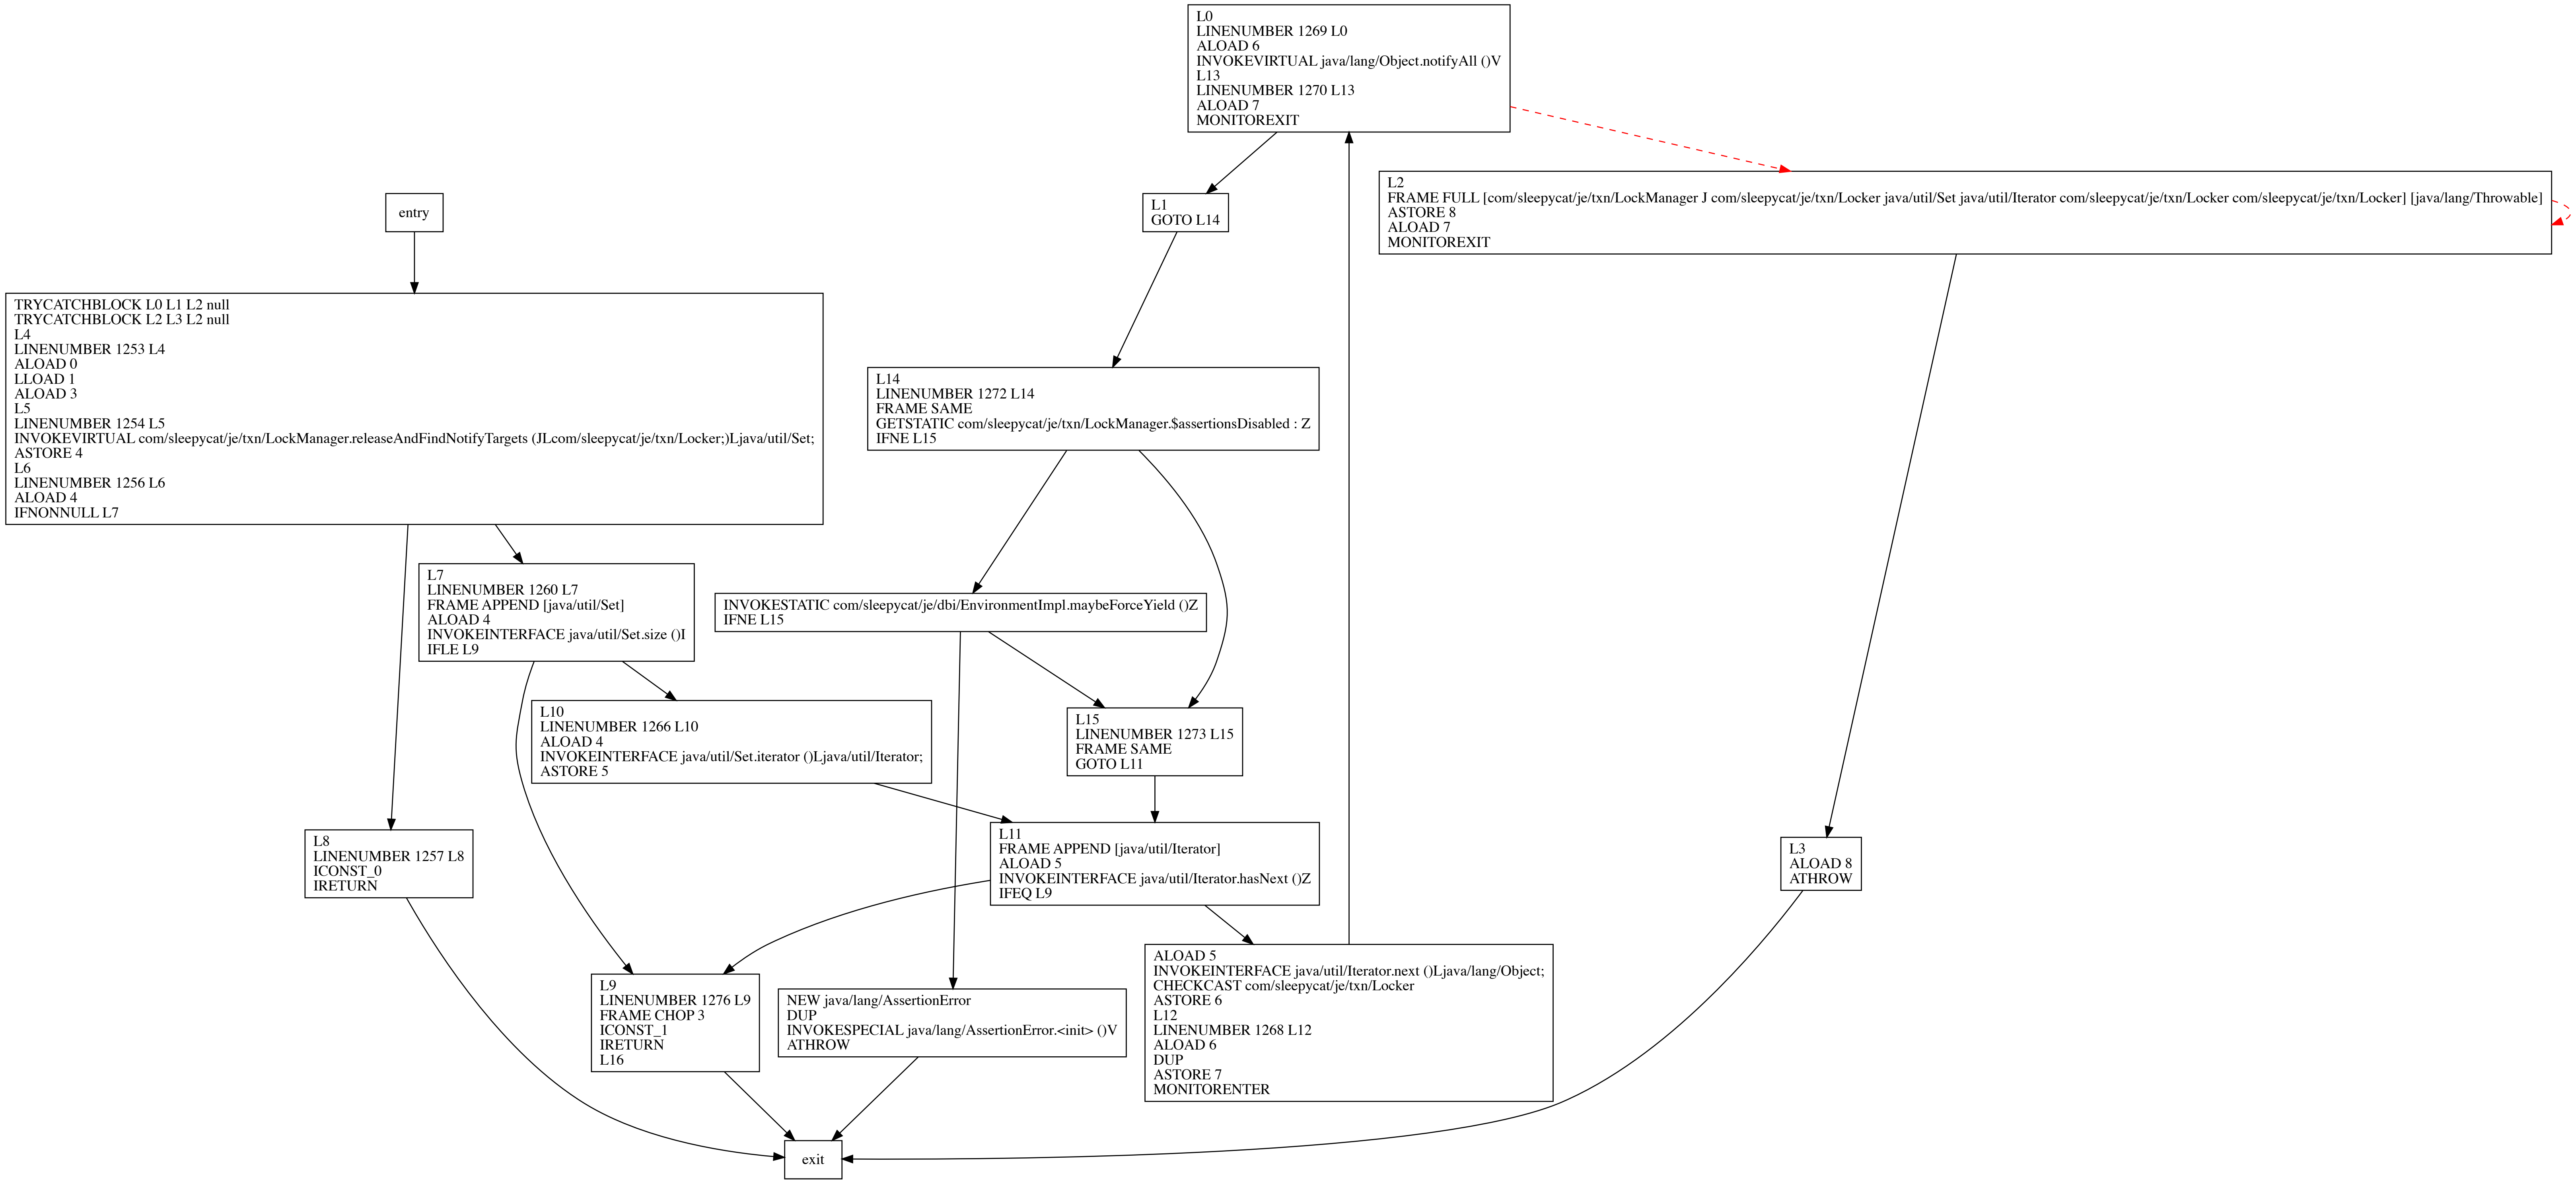 L0
LINENUMBER 1269 L0
ALOAD 6
INVOKEVIRTUAL java/lang/Object.notifyAll ()V
L13
LINENUMBER 1270 L13
ALOAD 7
MONITOREXIT
L2
FRAME FULL [com/sleepycat/je/txn/LockManager J com/sleepycat/je/txn/Locker java/util/Set java/util/Iterator com/sleepycat/je/txn/Locker com/sleepycat/je/txn/Locker] [java/lang/Throwable]
ASTORE 8
ALOAD 7
MONITOREXIT
entry
L1
GOTO L14
TRYCATCHBLOCK L0 L1 L2 null
TRYCATCHBLOCK L2 L3 L2 null
L4
LINENUMBER 1253 L4
ALOAD 0
LLOAD 1
ALOAD 3
L5
LINENUMBER 1254 L5
INVOKEVIRTUAL com/sleepycat/je/txn/LockManager.releaseAndFindNotifyTargets (JLcom/sleepycat/je/txn/Locker;)Ljava/util/Set;
ASTORE 4
L6
LINENUMBER 1256 L6
ALOAD 4
IFNONNULL L7
L14
LINENUMBER 1272 L14
FRAME SAME
GETSTATIC com/sleepycat/je/txn/LockManager.$assertionsDisabled : Z
IFNE L15
L7
LINENUMBER 1260 L7
FRAME APPEND [java/util/Set]
ALOAD 4
INVOKEINTERFACE java/util/Set.size ()I
IFLE L9
INVOKESTATIC com/sleepycat/je/dbi/EnvironmentImpl.maybeForceYield ()Z
IFNE L15
L10
LINENUMBER 1266 L10
ALOAD 4
INVOKEINTERFACE java/util/Set.iterator ()Ljava/util/Iterator;
ASTORE 5
L15
LINENUMBER 1273 L15
FRAME SAME
GOTO L11
L8
LINENUMBER 1257 L8
ICONST_0
IRETURN
L11
FRAME APPEND [java/util/Iterator]
ALOAD 5
INVOKEINTERFACE java/util/Iterator.hasNext ()Z
IFEQ L9
L3
ALOAD 8
ATHROW
L9
LINENUMBER 1276 L9
FRAME CHOP 3
ICONST_1
IRETURN
L16
NEW java/lang/AssertionError
DUP
INVOKESPECIAL java/lang/AssertionError.<init> ()V
ATHROW
ALOAD 5
INVOKEINTERFACE java/util/Iterator.next ()Ljava/lang/Object;
CHECKCAST com/sleepycat/je/txn/Locker
ASTORE 6
L12
LINENUMBER 1268 L12
ALOAD 6
DUP
ASTORE 7
MONITORENTER
exit